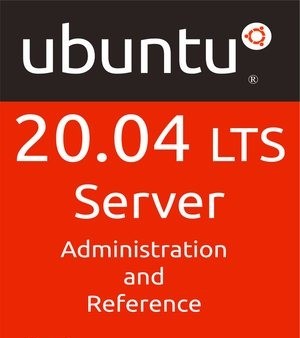 ubuntu®
20.04 LTS
Server
Administration
and
Reference